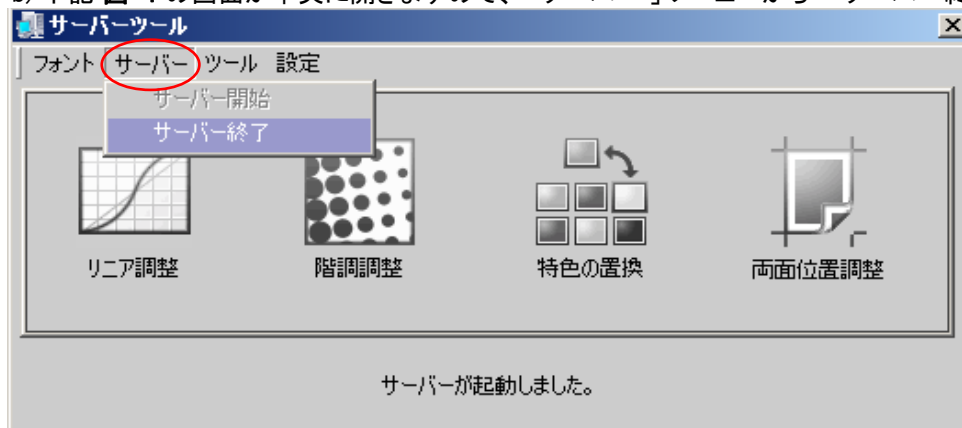 サーバーツール
フォント サーバー ツール 設定
サーバー開始
サーバー終了
リニア調整 階調調整 特色の置換 両面位置調整
サーバーが起動しました。